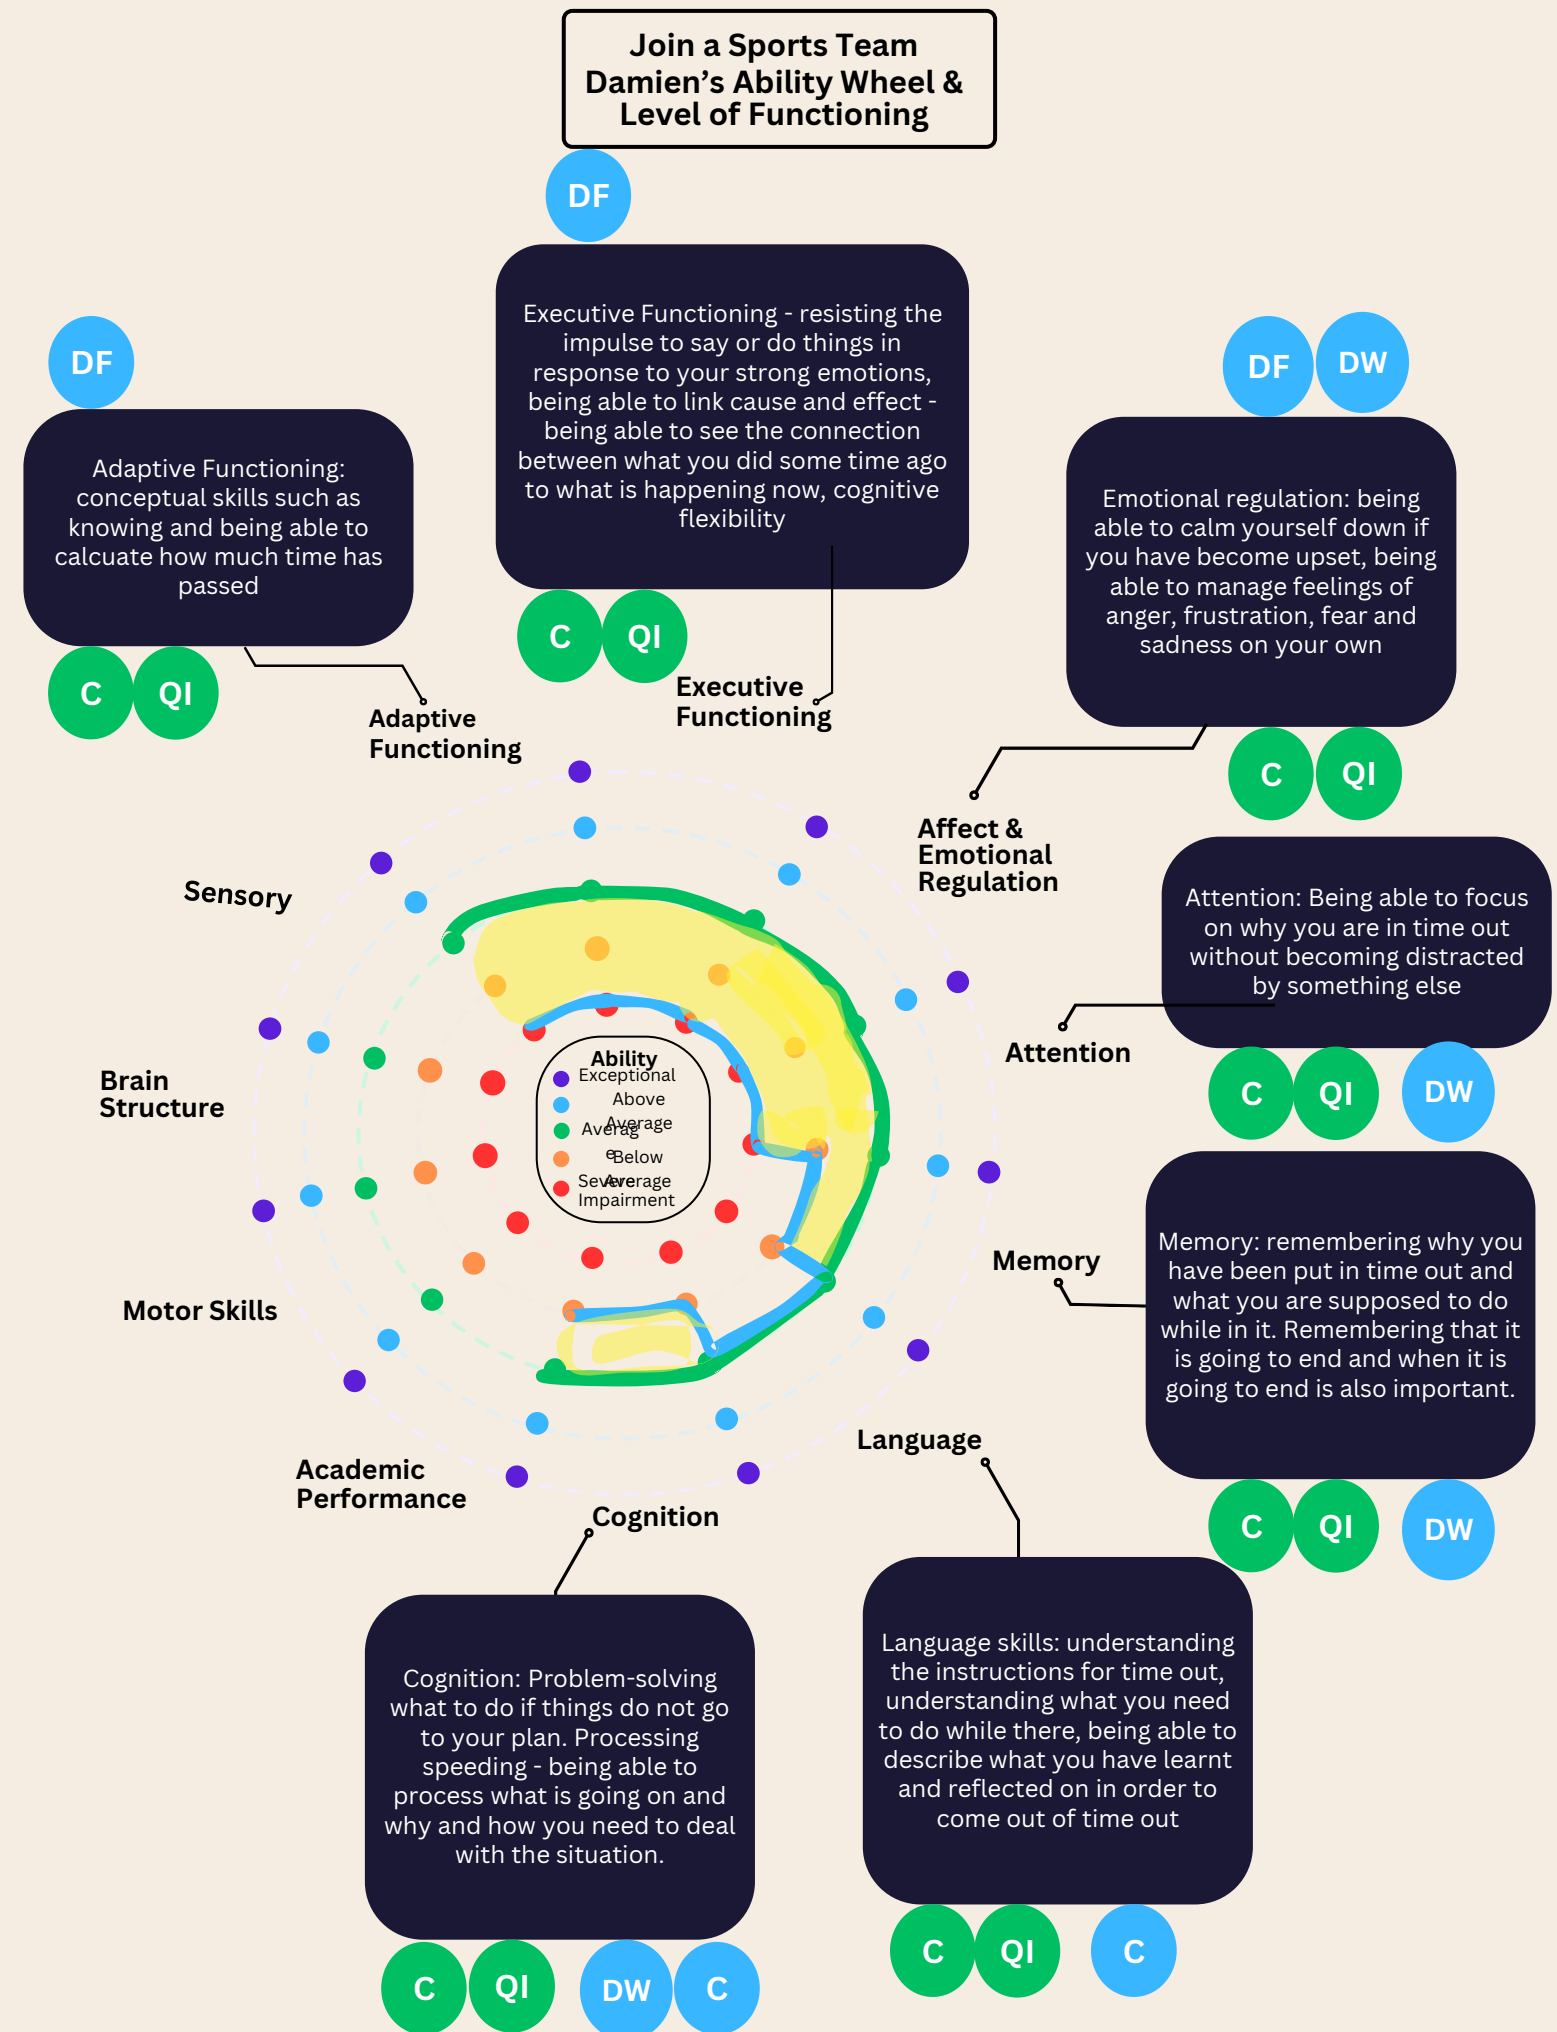 Join a Sports Team
Damien’s Ability Wheel &
Level of Functioning
DF
Executive Functioning - resisting the
impulse to say or do things in
response to your strong emotions,
being able to link cause and effect -
being able to see the connection
between what you did some time ago
to what is happening now, cognitive
flexibility
C
QI
DF
Adaptive Functioning:
conceptual skills such as
knowing and being able to
calcuate how much time has
passed
C
QI
DF
DW
Emotional regulation: being
able to calm yourself down if
you have become upset, being
able to manage feelings of
anger, frustration, fear and
sadness on your own
C
QI
Executive
Functioning
Adaptive
Functioning
Affect &
Emotional
Regulation
Attention: Being able to focus
on why you are in time out
without becoming distracted
by something else
C
QI
DW
Sensory
Attention
Brain
Structure
Ability
Exceptional
Above
Average
Averag
e
Below
Average
Severe
Impairment
Memory: remembering why you
have been put in time out and
what you are supposed to do
while in it. Remembering that it
is going to end and when it is
going to end is also important.
C
QI
DW
Memory
Motor Skills
Language
Academic
Performance
Cognition
Language skills: understanding
the instructions for time out,
understanding what you need
to do while there, being able to
describe what you have learnt
and reflected on in order to
come out of time out
C
QI
C
Cognition: Problem-solving
what to do if things do not go
to your plan. Processing
speeding - being able to
process what is going on and
why and how you need to deal
with the situation.
C
QI
DW
C